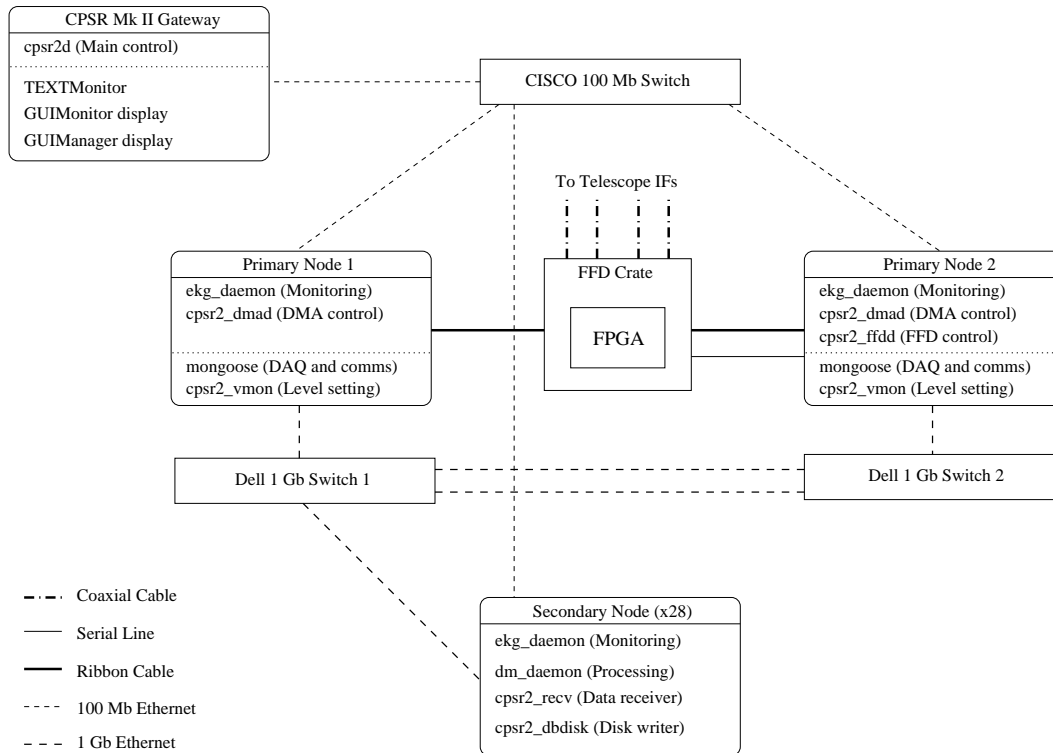 CPSR Mk II Gateway
cpsr2d (Main control)
TEXTMonitor
GUIMonitor display
GUIManager display
CISCO 100 Mb Switch
To Telescope IFs
Primary Node 1
ekg_daemon (Monitoring)
cpsr2_dmad (DMA control)
mongoose (DAQ and comms)
cpsr2_vmon (Level setting)
FFD Crate
FPGA
Primary Node 2
ekg_daemon (Monitoring)
cpsr2_dmad (DMA control)
cpsr2_ffdd (FFD control)
mongoose (DAQ and comms)
cpsr2_vmon (Level setting)
Dell 1 Gb Switch 1
Dell 1 Gb Switch 2
Coaxial Cable
Serial Line
Ribbon Cable
100 Mb Ethernet
1 Gb Ethernet
Secondary Node (x28)
ekg_daemon (Monitoring)
dm_daemon (Processing)
cpsr2_recv (Data receiver)
cpsr2_dbdisk (Disk writer)